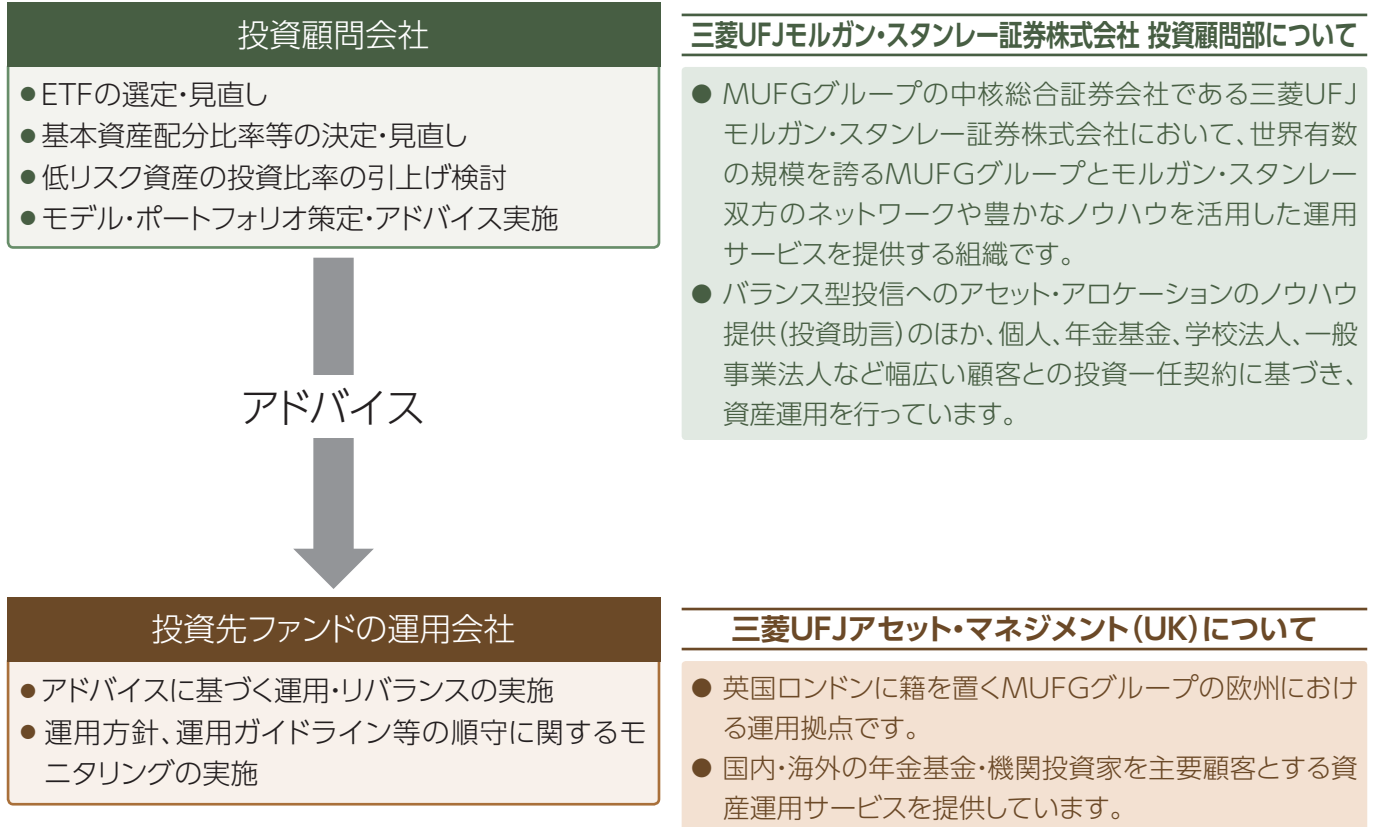 投資顧問会社
●ETFの選定・見直し
●基本資産配分比率等の決定・見直し
●低リスク資産の投資比率の引上げ検討
●モデル・ポートフォリオ策定・アドバイス実施
三菱UFJモルガン・スタンレー証券株式会社 投資顧問部について
● MUFGグループの中核総合証券会社である三菱UFJ
モルガン・スタンレー証券株式会社において、世界有数
の規模を誇るMUFGグループとモルガン・スタンレー
双方のネットワークや豊かなノウハウを活用した運用
サービスを提供する組織です。
● バランス型投信へのアセット・アロケーションのノウハウ
提供(投資助言)のほか、個人、年金基金、学校法人、一般
事業法人など幅広い顧客との投資一任契約に基づき、
資産運用を行っています。
アドバイス
投資先ファンドの運用会社
●アドバイスに基づく運用・リバランスの実施
● 運用方針、運用ガイドライン等の順守に関するモ
ニタリングの実施
三菱UFJアセット・マネジメント(UK)について
● 英国ロンドンに籍を置くMUFGグループの欧州におけ
る運用拠点です。
● 国内・海外の年金基金・機関投資家を主要顧客とする資
産運用サービスを提供しています。